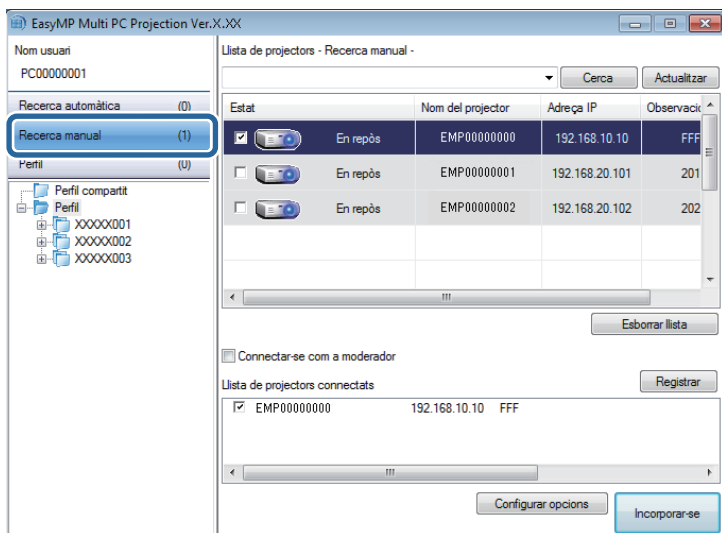 EasyMP Multi PC Projection Ver.X.XX
Nom usuari
PC00000001
Recerca automàtica (0)
Recerca manual (1)
Perfil (0)
Perfil compartit
Perfil
XXXXX001
XXXXX002
XXXXX003
Llista de projectors - Recerca manual -
Cerca Actualitzar
Estat Nom del projector Adreça IP Observacic
En repòs EMP00000000 192.168.10.10 FFF
En repòs EMP00000001 192.168.20.101 201
En repòs EMP00000002 192.168.20.102 202
Esborrar llista
Connectar-se com a moderador
Llista de projectors connectats Registrar
EMP00000000 192.168.10.10 FFF
Configurar opcions Incorporar-se